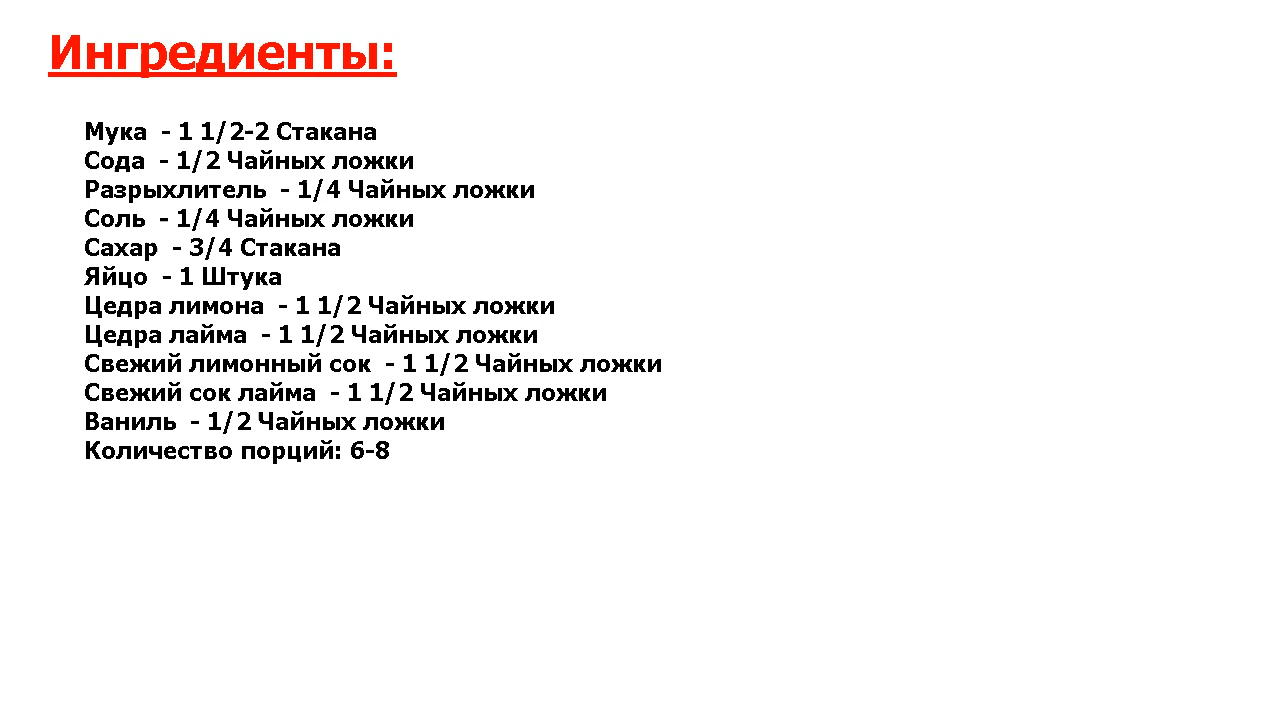 Ингредиенты:
Мука  - 1 1/2-2 Стакана
Сода  - 1/2 Чайных ложки
Разрыхлитель  - 1/4 Чайных ложки
Соль  - 1/4 Чайных ложки
Сахар  - 3/4 Стакана
Яйцо  - 1 Штука
Цедра лимона  - 1 1/2 Чайных ложки
Цедра лайма  - 1 1/2 Чайных ложки
Свежий лимонный сок  - 1 1/2 Чайных ложки
Свежий сок лайма  - 1 1/2 Чайных ложки
Ваниль  - 1/2 Чайных ложки
Количество порций: 6-8